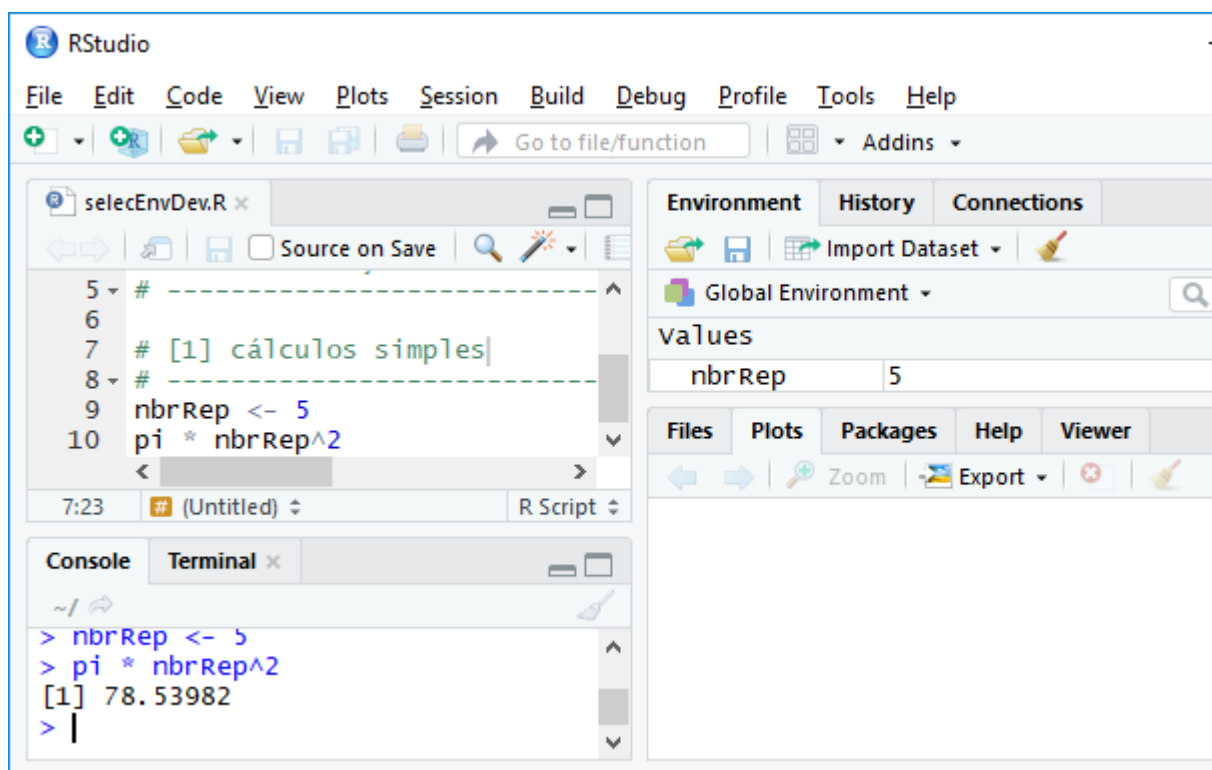 RStudio
File Edit Code View Plots Session Build Debug Profile Tools Help
Go to file/function Addins
selecEnvDev.R
Source on Save
5 # ---------------------------
6
7 # [1] cálculos simples
8 # ---------------------------
9 nbrRep <- 5
10 pi * nbrRep^2
7:23 # (Untitled) R Script
Console Terminal
~/
> nbrRep <- 5
> pi * nbrRep^2
[1] 78.53982
>
Environment History Connections
Import Dataset
Global Environment
Values
nbrRep 5
Files Plots Packages Help Viewer
Zoom Export